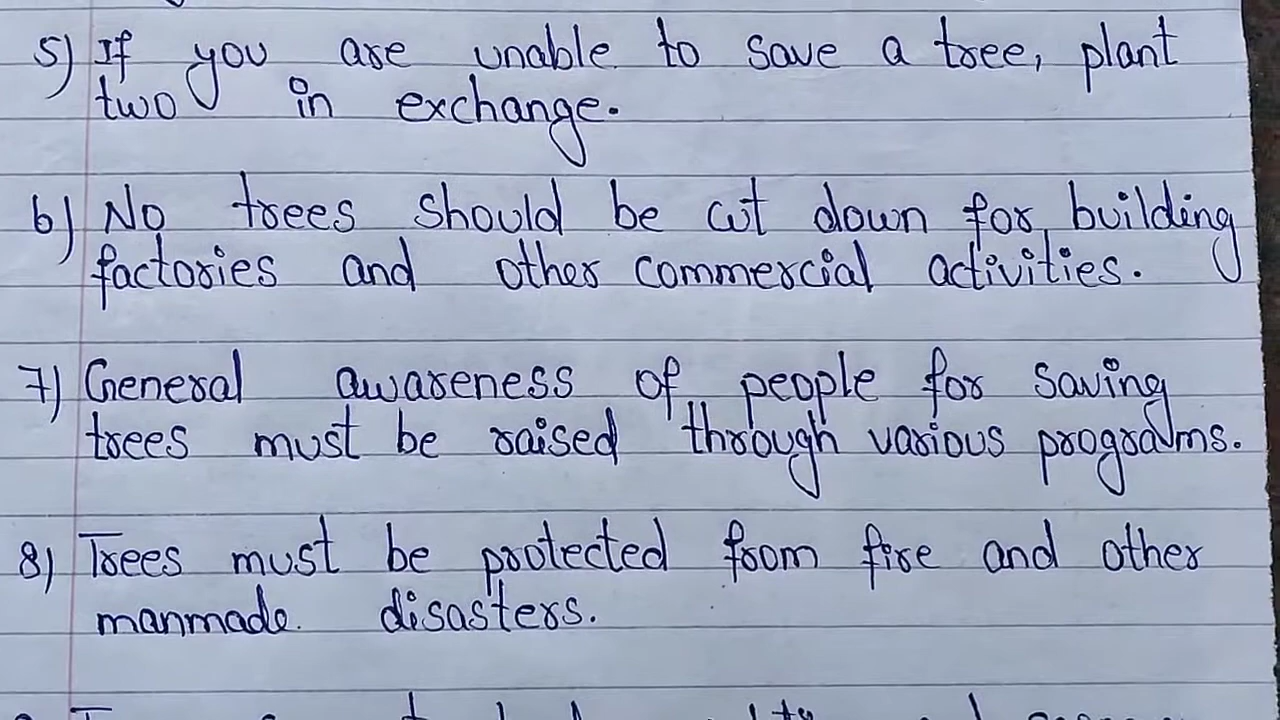 5) If you are unable to save a tree, plant
two in exchange.
6) No trees should be cut down for building
factories and other commercial activities.
7) General awareness of people for saving
trees must be raised through various programs.
8) Trees must be protected from fire and other
manmade disasters.